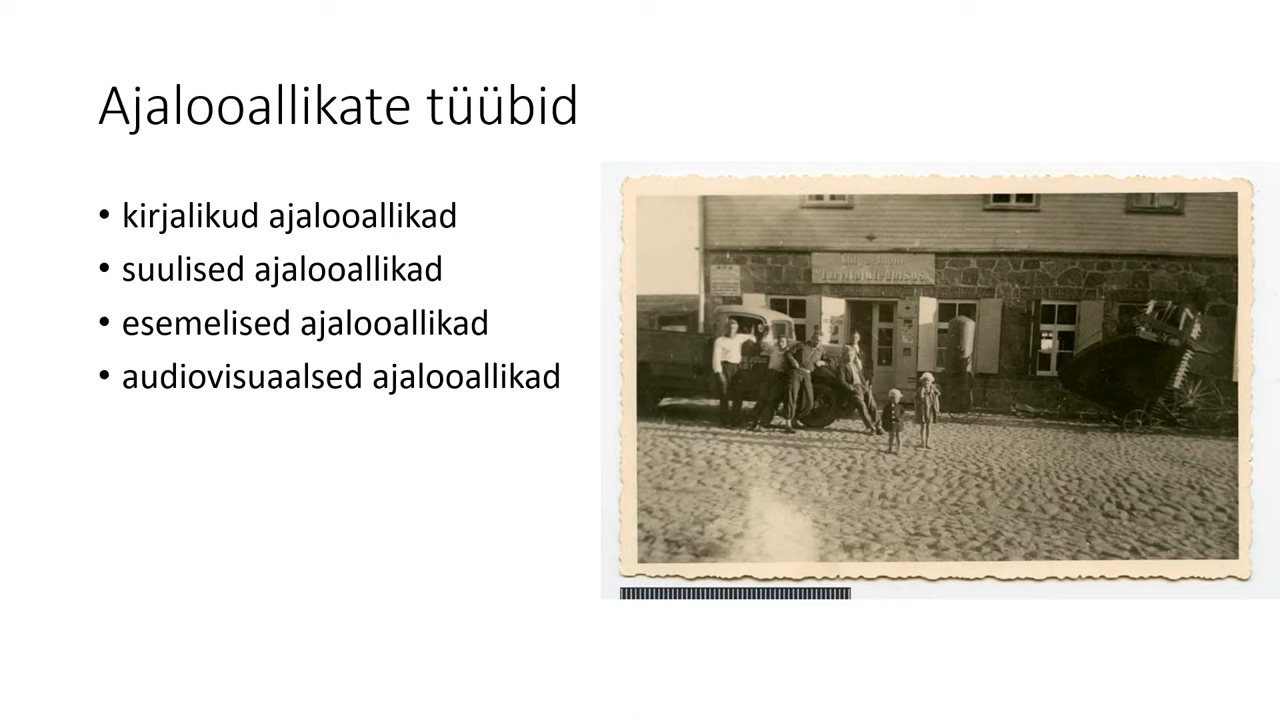 Ajalooallikate tüübid
• kirjalikud ajalooallikad
• suulised ajalooallikad
• esemelised ajalooallikad
• audiovisuaalsed ajalooallikad